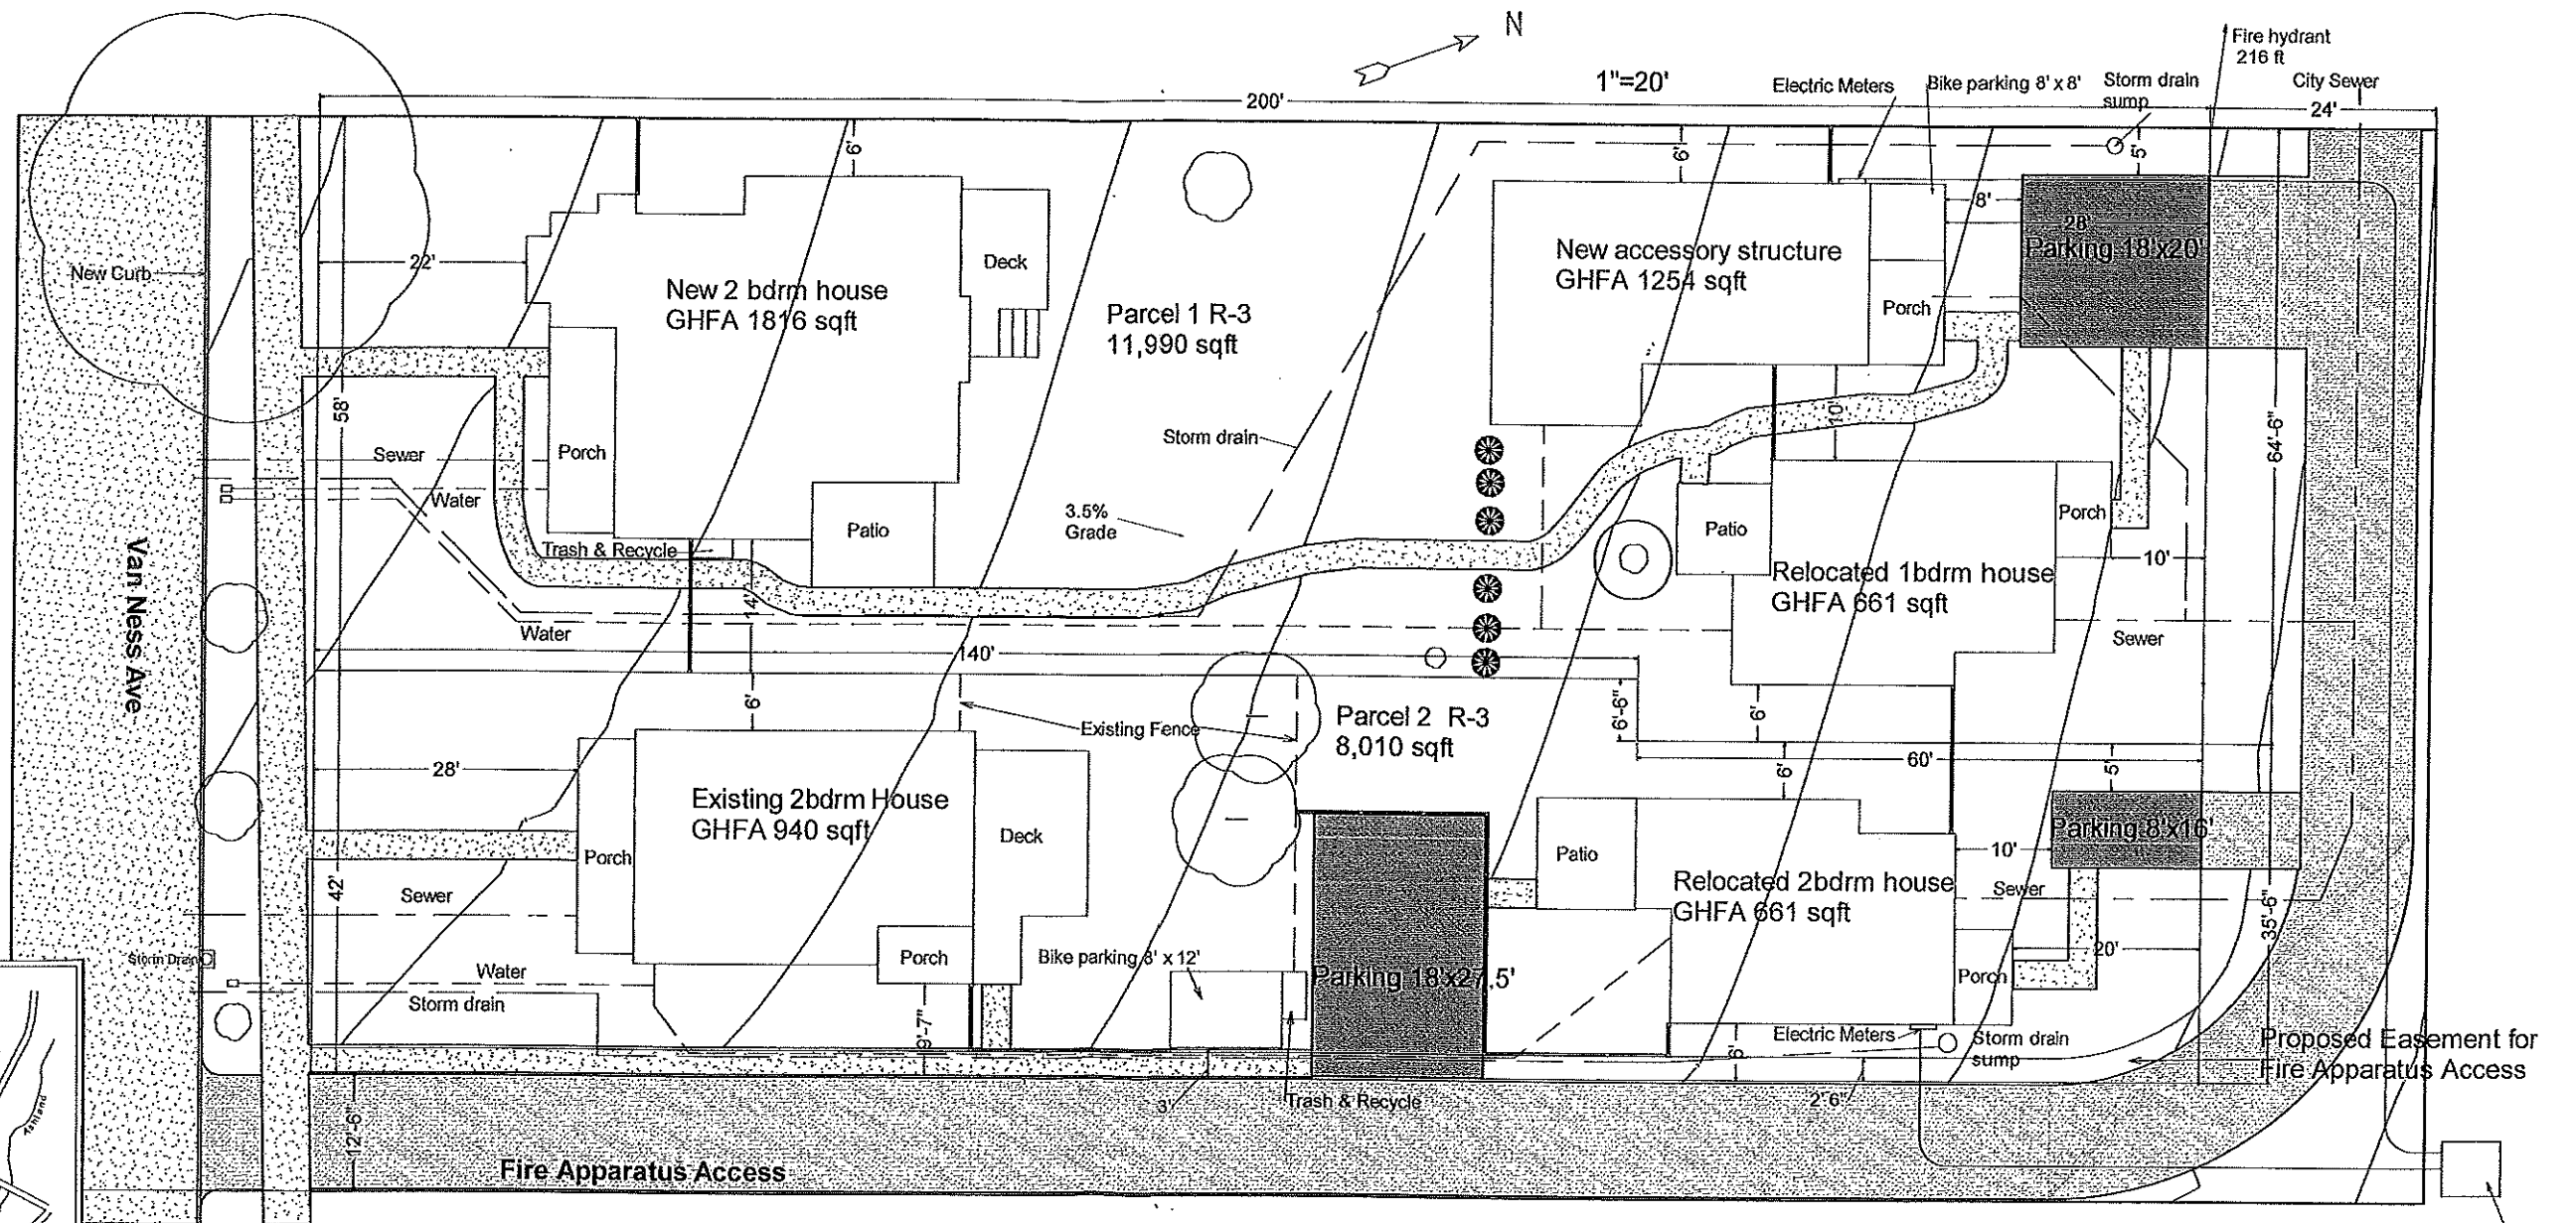 N
Fire hydrant
216 ft
1"=20'
Electric Meters
Bike parking 8' x 8'
Storm drain
sump
City Sewer
200'
24'
6'
6'
5'
8'
28'
Parking 18'x20'
New Curb
22'
Deck
New 2 bdrm house
GHFA 1816 sqft
Parcel 1 R-3
11,990 sqft
New accessory structure
GHFA 1254 sqft
Porch
58'
10'
64'-6"
Sewer
Water
Porch
Storm drain
3.5%
Grade
Patio
Patio
Porch
10'
Trash & Recycle
Van Ness Ave
14'
Relocated 1bdrm house
GHFA 661 sqft
Water
Sewer
140'
6'
Existing Fence
Parcel 2 R-3
8,010 sqft
6'-6"
6'
6'
60'
5'
28'
Existing 2bdrm House
GHFA 940 sqft
Porch
Deck
Patio
Parking 8'x16'
10'
42'
Sewer
Relocated 2bdrm house
GHFA 661 sqft
Sewer
35'-6"
20'
Storm Drain
Water
Storm drain
Porch
Bike parking 8' x 12'
Parking 18'x27.5'
Porch
9'-7"
Electric Meters
Storm drain
sump
6'
Proposed Easement for
Fire Apparatus Access
3'
Trash & Recycle
2'6"
12'-6"
Fire Apparatus Access
Ashland